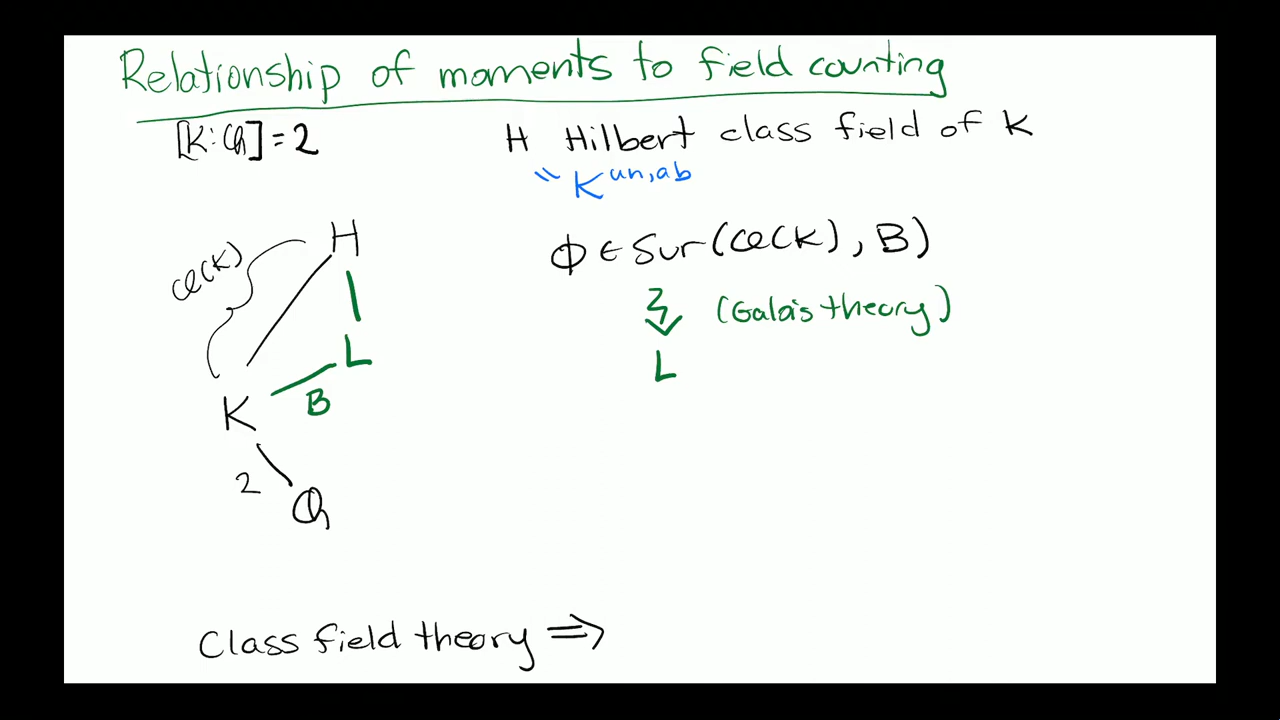 Relationship of moments to field counting
[K:ℚ]=2
H Hilbert class field of K
" K^{un,ab}
H
Cl(K)
ϕ ∈ Sur(Cl(K), B)
(Galois theory)
L
L
B
K
2
ℚ
Class field theory ⇒